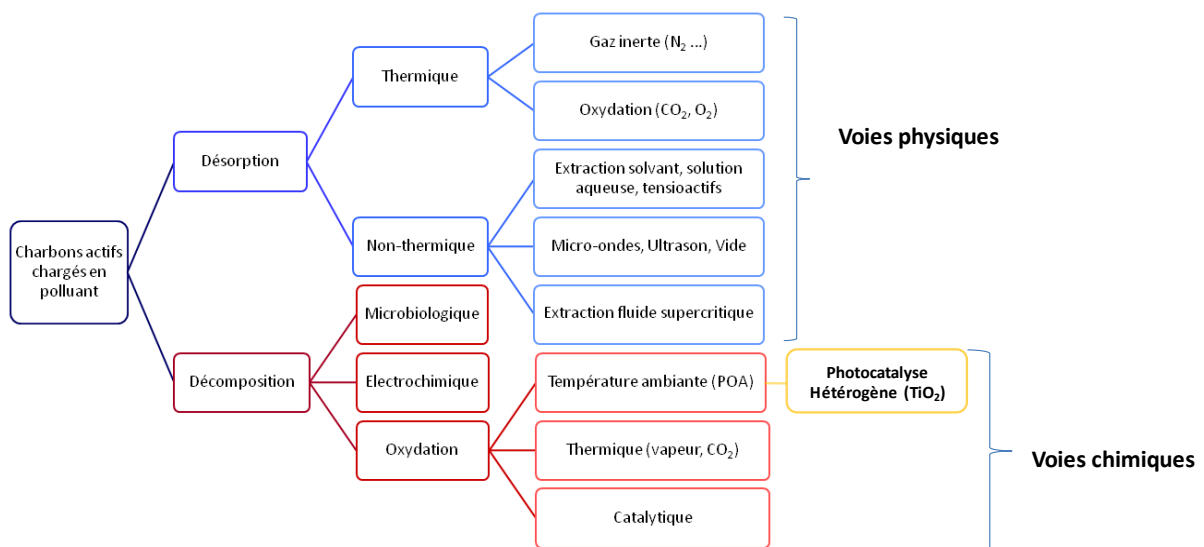 Charbons actifs
chargés en
polluant
Désorption
Thermique
Gaz inerte (N₂ ...)
Oxydation (CO₂, O₂)
Non-thermique
Extraction solvant, solution
aqueuse, tensioactifs
Micro-ondes, Ultrason, Vide
Extraction fluide supercritique
Voies physiques
Décomposition
Microbiologique
Electrochimique
Oxydation
Température ambiante (POA)
Photocatalyse
Hétérogène (TiO₂)
Thermique (vapeur, CO₂)
Catalytique
Voies chimiques